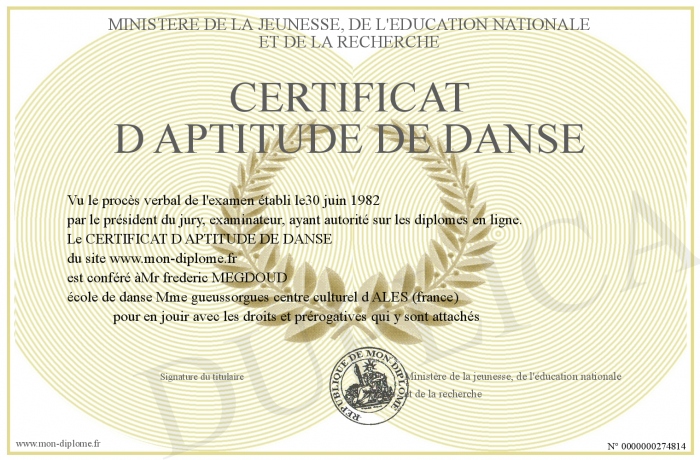 MINISTERE DE LA JEUNESSE, DE L'EDUCATION NATIONALE
ET DE LA RECHERCHE
CERTIFICAT
D APTITUDE DE DANSE
Vu le procès verbal de l'examen établi le30 juin 1982
par le président du jury, examinateur, ayant autorité sur les diplomes en ligne.
Le CERTIFICAT D APTITUDE DE DANSE
du site www.mon-diplome.fr
est conféré àMr frederic MEGDOUD
école de danse Mme gueussorgues centre culturel d ALES (france)
pour en jouir avec les droits et prérogatives qui y sont attachés
Signature du titulaire
REPUBLIQUE DE MON-DIPLOME
Ministère de la jeunesse, de l'éducation nationale
et de la recherche
www.mon-diplome.fr
N° 0000000274814